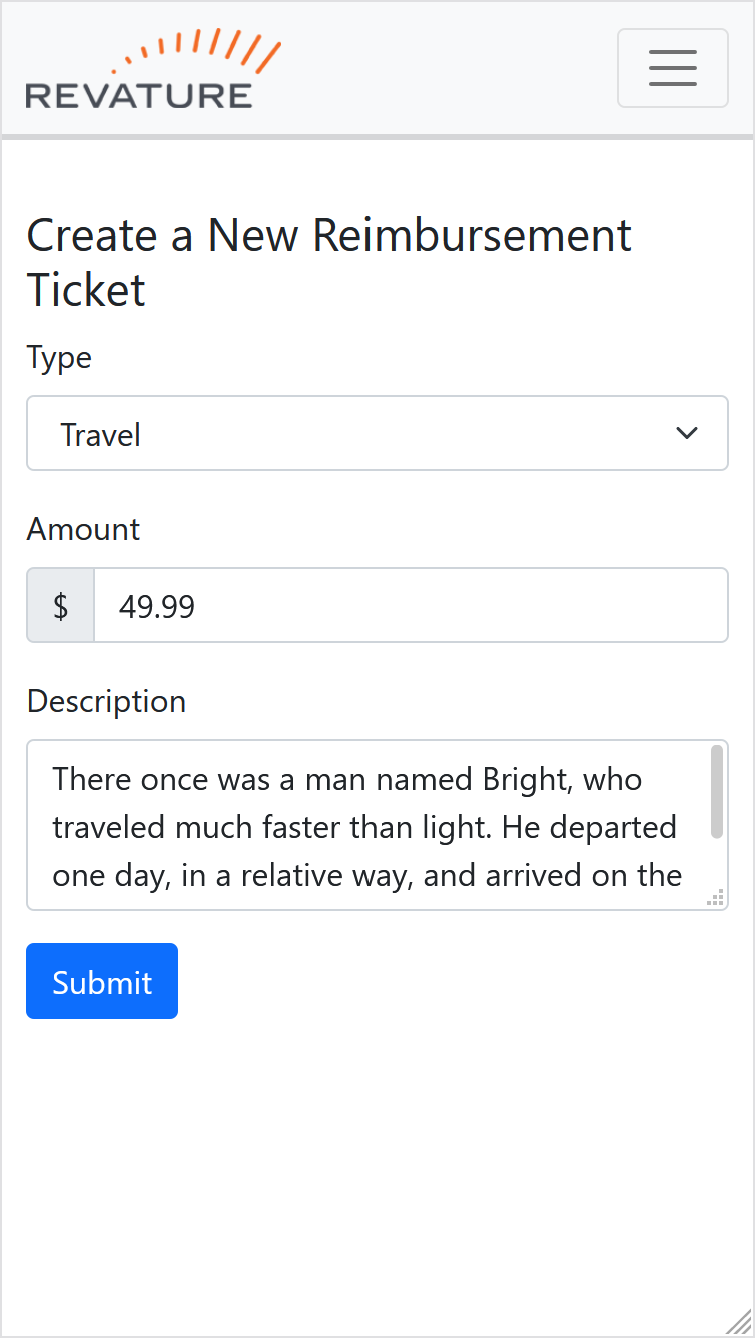 REVATURE
Create a New Reimbursement
Ticket
Type
Travel
Amount
$ 49.99
Description
There once was a man named Bright, who
traveled much faster than light. He departed
one day, in a relative way, and arrived on the
Submit